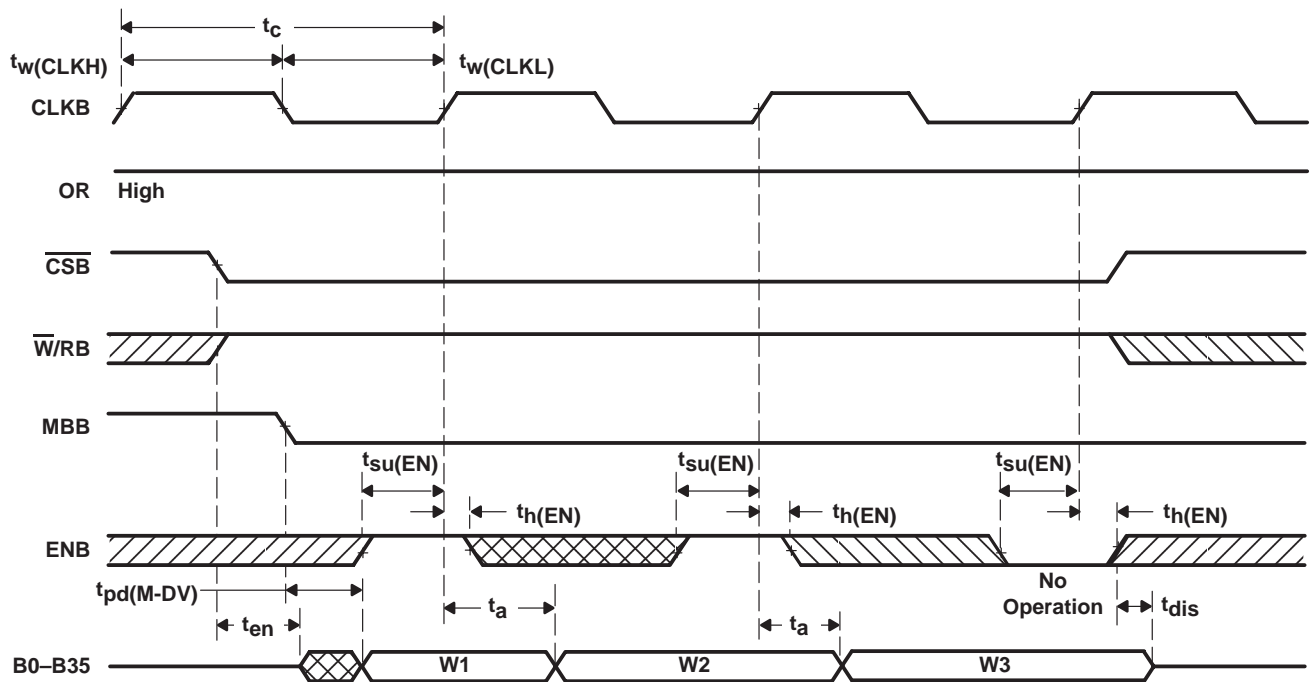 tc
tw(CLKH)
tw(CLKL)
CLKB
OR
High
CSB
W/RB
MBB
tsu(EN)
tsu(EN)
tsu(EN)
th(EN)
th(EN)
th(EN)
ENB
tpd(M-DV)
No
Operation
ta
ta
tdis
ten
B0–B35
W1
W2
W3